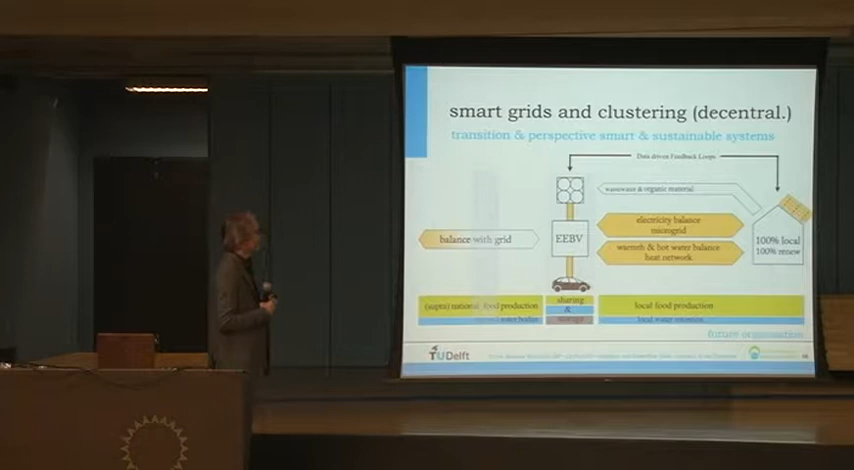 smart grids and clustering (decentral.)
transition & perspective smart & sustainable systems
Data driven Feedback Loops
wastewater & organic material
electricity balance
microgrid
balance with grid
EEBV
100% local
100% renew
warmth & hot water balance
heat network
(supra) national food production
sharing
&
storage
local food production
local water retention
future organisation
TUDelft